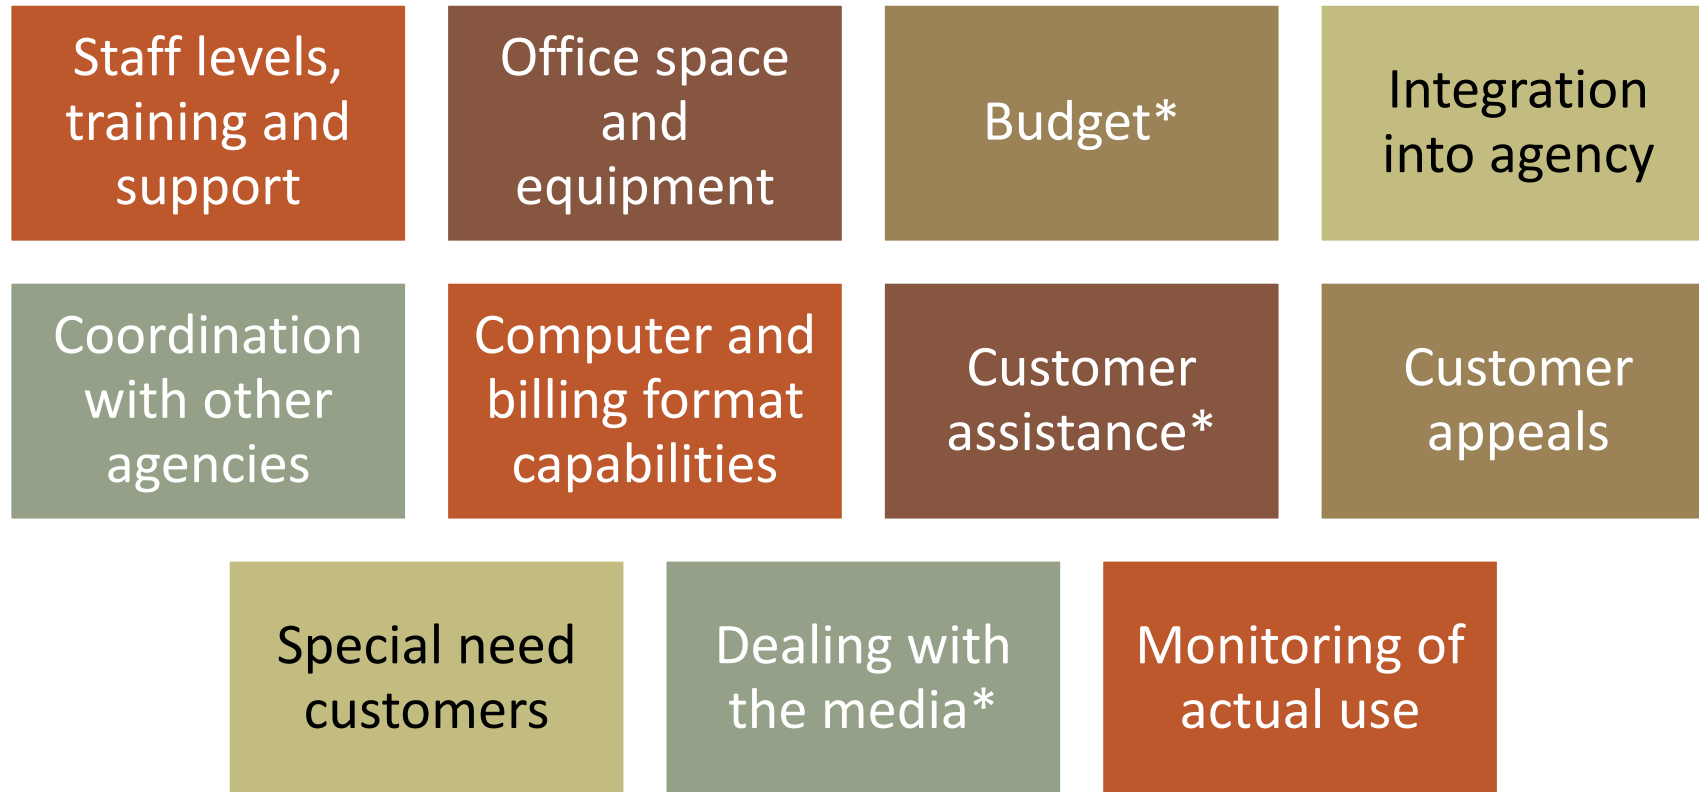 Staff levels,
training and
support
Office space
and
equipment
Budget*
Integration
into agency
Coordination
with other
agencies
Computer and
billing format
capabilities
Customer
assistance*
Customer
appeals
Special need
customers
Dealing with
the media*
Monitoring of
actual use